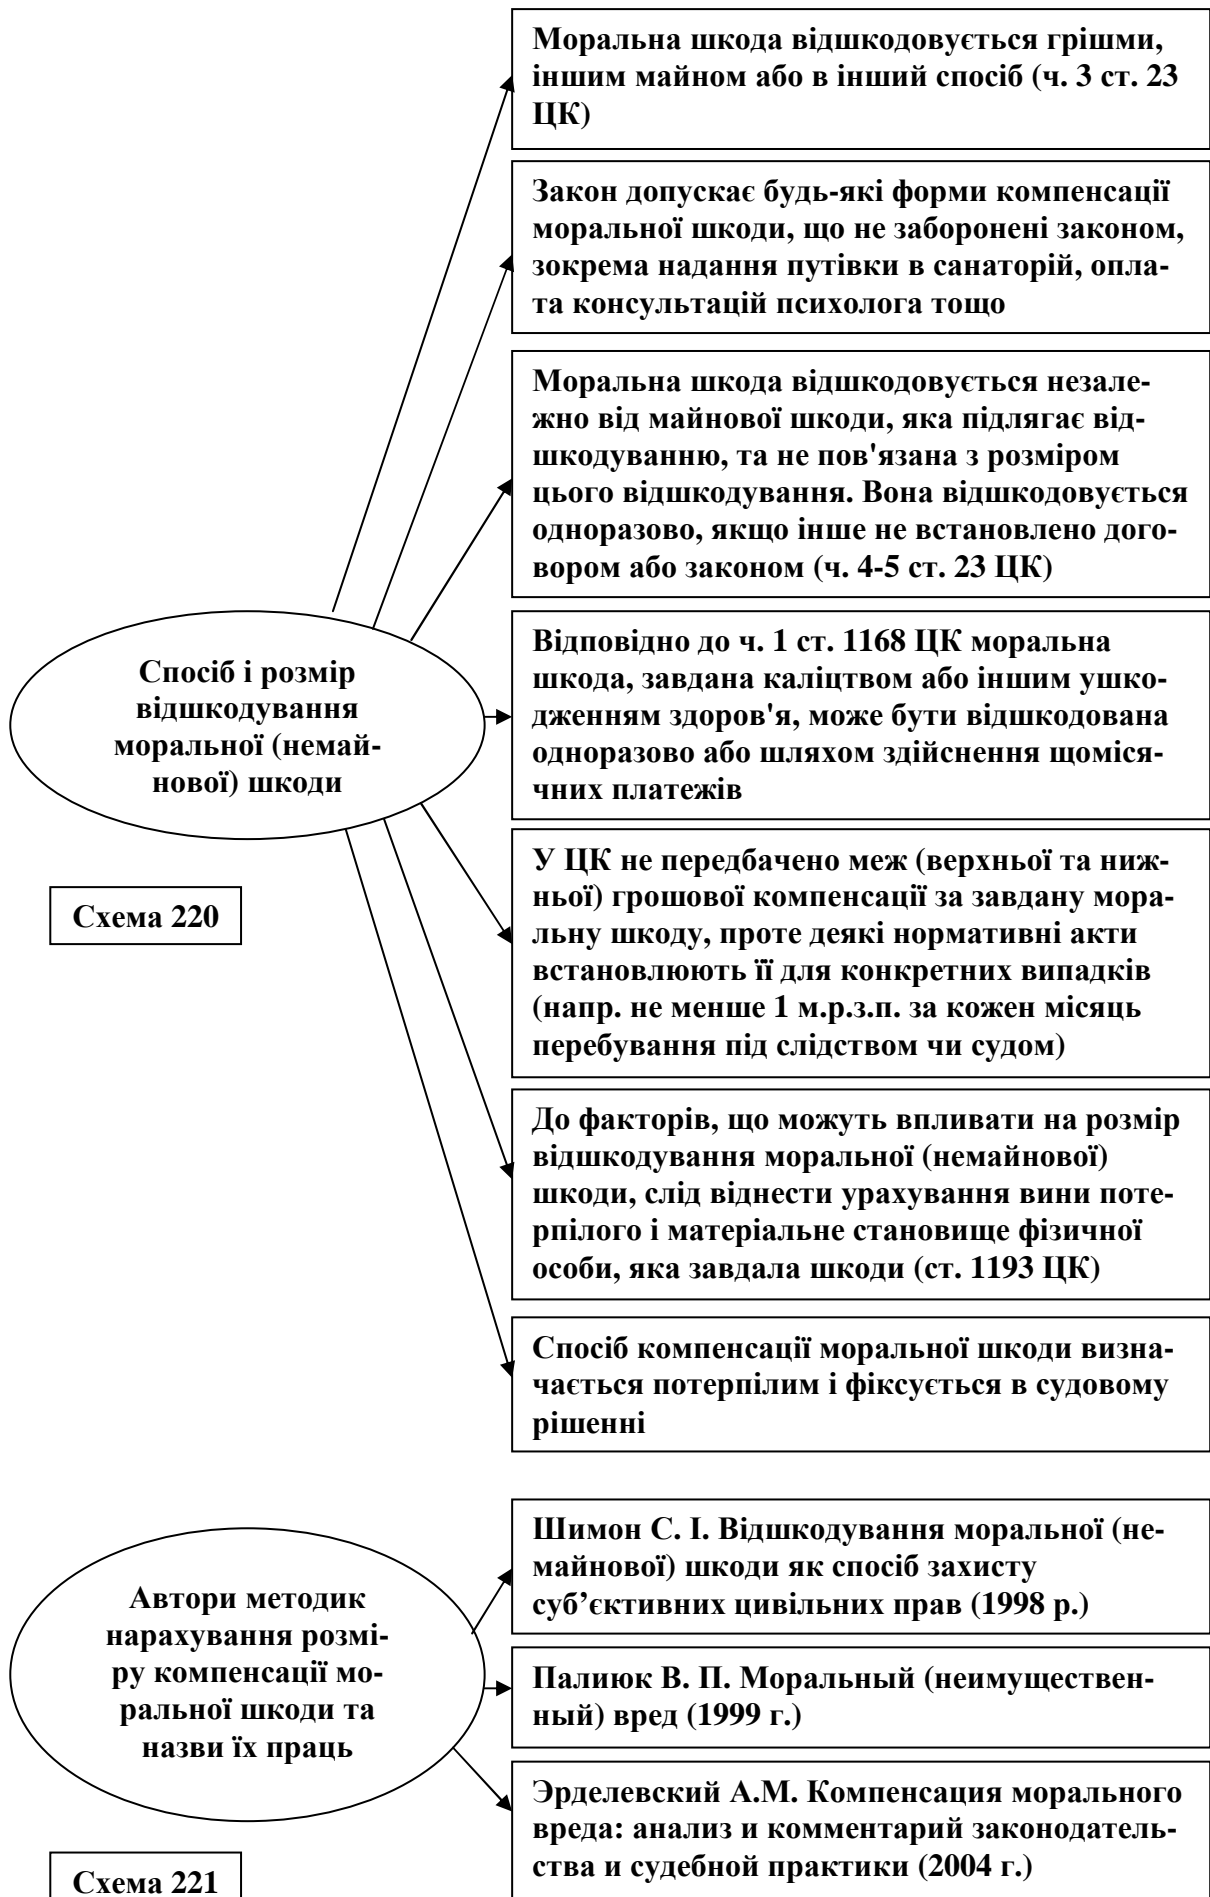 Моральна шкода відшкодовується грішми,
іншим майном або в інший спосіб (ч. 3 ст. 23
ЦК)
Закон допускає будь-які форми компенсації
моральної шкоди, що не заборонені законом,
зокрема надання путівки в санаторій, опла-
та консультацій психолога тощо
Моральна шкода відшкодовується незале-
жно від майнової шкоди, яка підлягає від-
шкодуванню, та не пов'язана з розміром
цього відшкодування. Вона відшкодовується
одноразово, якщо інше не встановлено дого-
вором або законом (ч. 4-5 ст. 23 ЦК)
Спосіб і розмір
відшкодування
моральної (немай-
нової) шкоди
Відповідно до ч. 1 ст. 1168 ЦК моральна
шкода, завдана каліцтвом або іншим ушко-
дженням здоров'я, може бути відшкодована
одноразово або шляхом здійснення щоміся-
чних платежів
У ЦК не передбачено меж (верхньої та ниж-
ньої) грошової компенсації за завдану мора-
льну шкоду, проте деякі нормативні акти
встановлюють її для конкретних випадків
(напр. не менше 1 м.р.з.п. за кожен місяць
перебування під слідством чи судом)
Схема 220
До факторів, що можуть впливати на розмір
відшкодування моральної (немайнової)
шкоди, слід віднести урахування вини поте-
рпілого і матеріальне становище фізичної
особи, яка завдала шкоди (ст. 1193 ЦК)
Спосіб компенсації моральної шкоди визна-
чається потерпілим і фіксується в судовому
рішенні
Автори методик
нарахування розмі-
ру компенсації мо-
ральної шкоди та
назви їх праць
Шимон С. І. Відшкодування моральної (не-
майнової) шкоди як спосіб захисту
суб’єктивних цивільних прав (1998 р.)
Палиюк В. П. Моральный (неимуществен-
ный) вред (1999 г.)
Эрделевский А.М. Компенсация морального
вреда: анализ и комментарий законодатель-
ства и судебной практики (2004 г.)
Схема 221